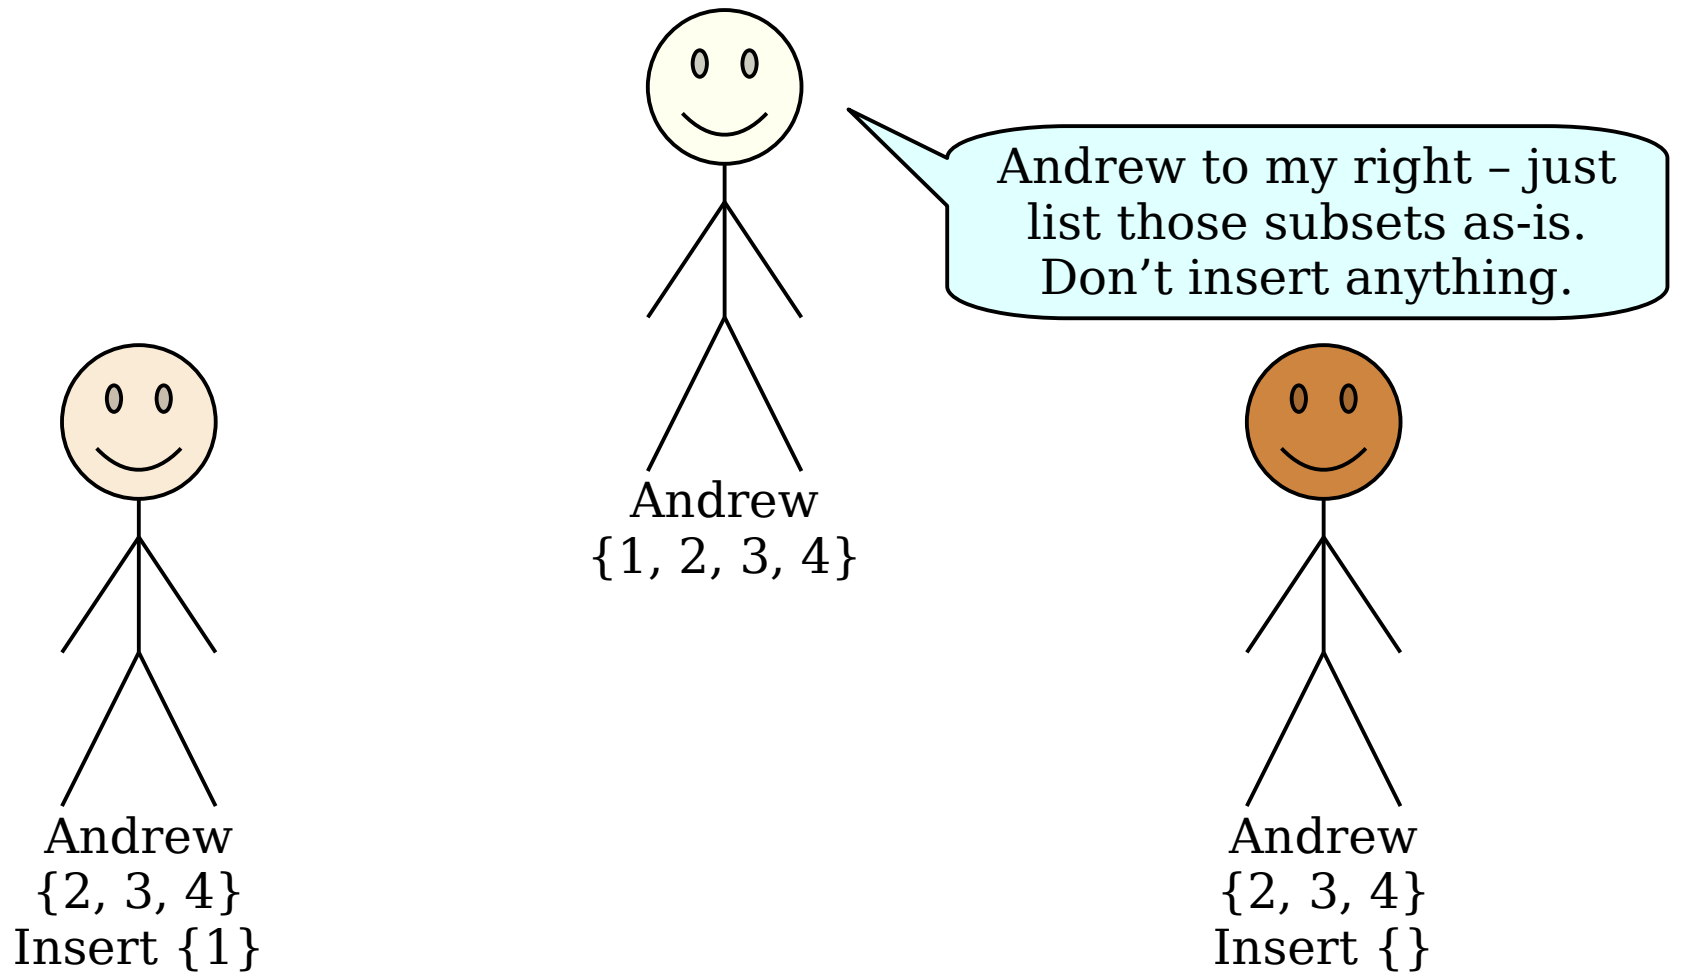 Andrew to my right – just
list those subsets as-is.
Don’t insert anything.
Andrew
{1, 2, 3, 4}
Andrew
{2, 3, 4}
Insert {1}
Andrew
{2, 3, 4}
Insert {}